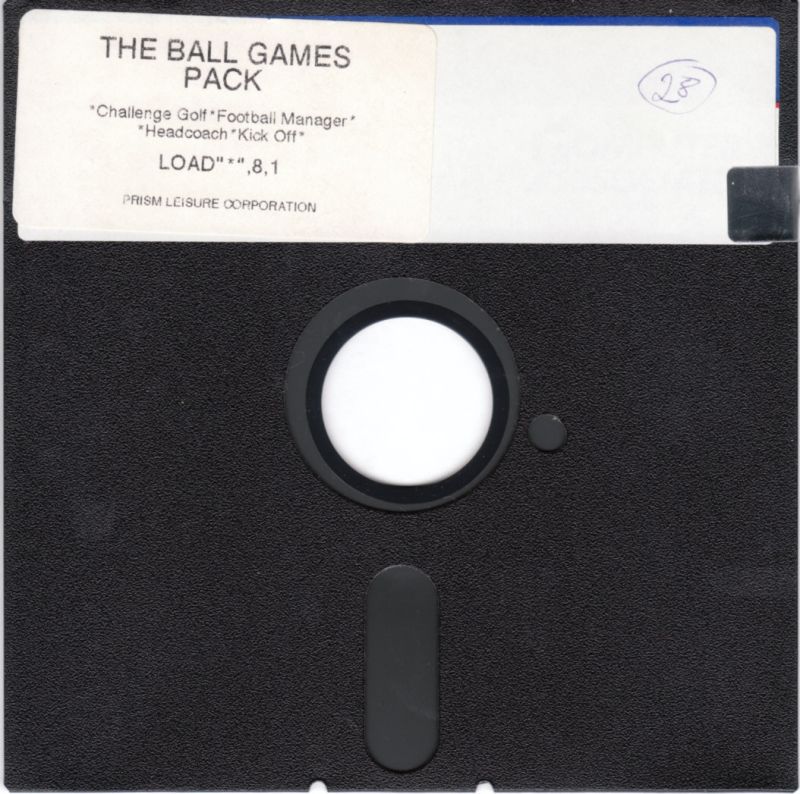 THE BALL GAMES
PACK
*Challenge Golf*Football Manager*
*Headcoach*Kick Off*
LOAD"*",8,1
PRISM LEISURE CORPORATION
28